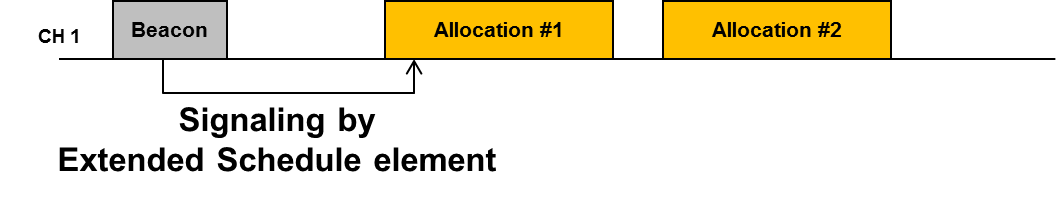 CH 1
Beacon
Allocation #1
Allocation #2
Signaling by
Extended Schedule element